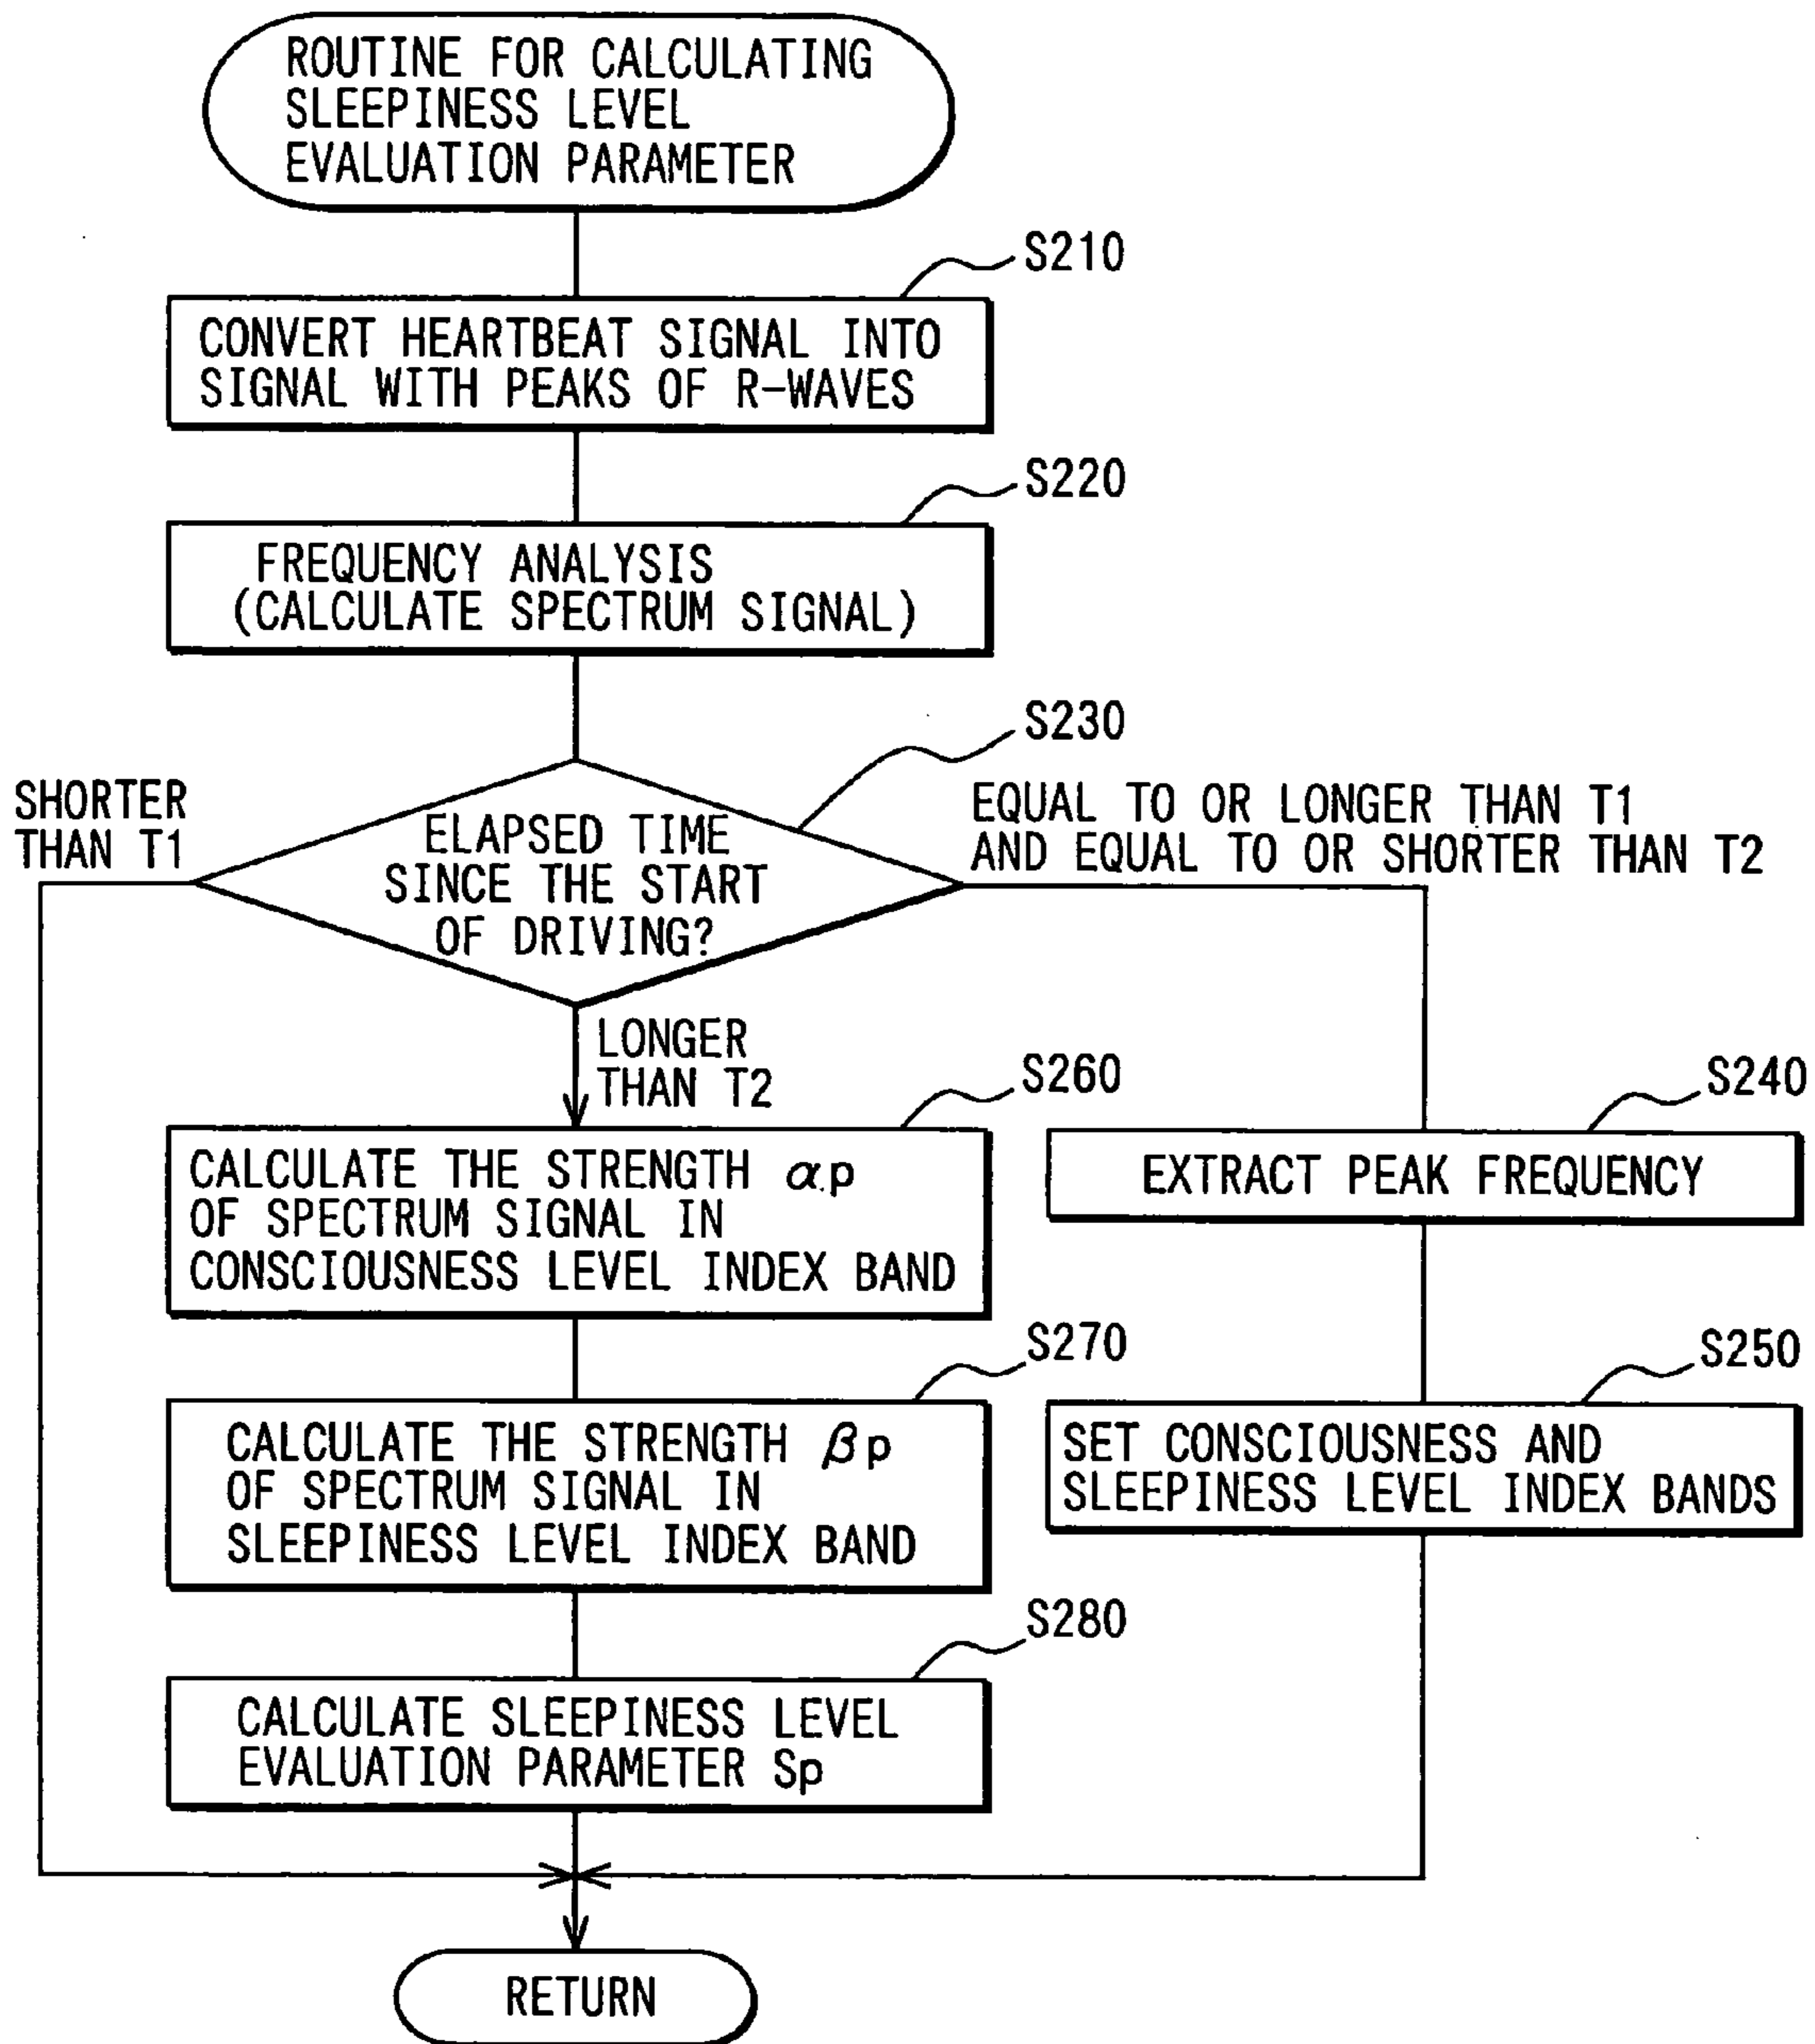 ROUTINE FOR CALCULATING
SLEEPINESS LEVEL
EVALUATION PARAMETER
S210
CONVERT HEARTBEAT SIGNAL INTO
SIGNAL WITH PEAKS OF R-WAVES
S220
FREQUENCY ANALYSIS
(CALCULATE SPECTRUM SIGNAL)
S230
SHORTER
THAN T1
ELAPSED TIME
SINCE THE START
OF DRIVING?
EQUAL TO OR LONGER THAN T1
AND EQUAL TO OR SHORTER THAN T2
LONGER
THAN T2
S260
CALCULATE THE STRENGTH αp
OF SPECTRUM SIGNAL IN
CONSCIOUSNESS LEVEL INDEX BAND
S240
EXTRACT PEAK FREQUENCY
S270
CALCULATE THE STRENGTH βp
OF SPECTRUM SIGNAL IN
SLEEPINESS LEVEL INDEX BAND
S250
SET CONSCIOUSNESS AND
SLEEPINESS LEVEL INDEX BANDS
S280
CALCULATE SLEEPINESS LEVEL
EVALUATION PARAMETER Sp
RETURN